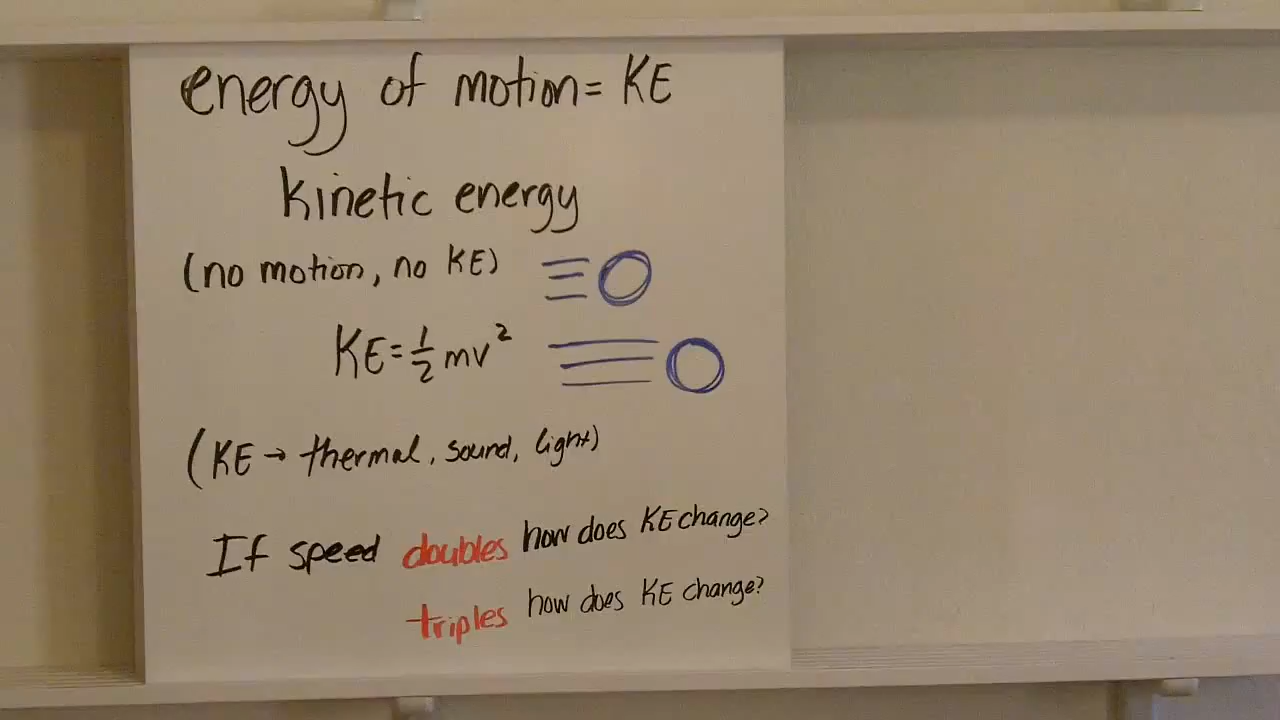 energy of motion = KE
kinetic energy
(no motion, no KE)
KE = ½ mv²
(KE → thermal, sound, light)
If speed doubles how does KE change?
triples how does KE change?